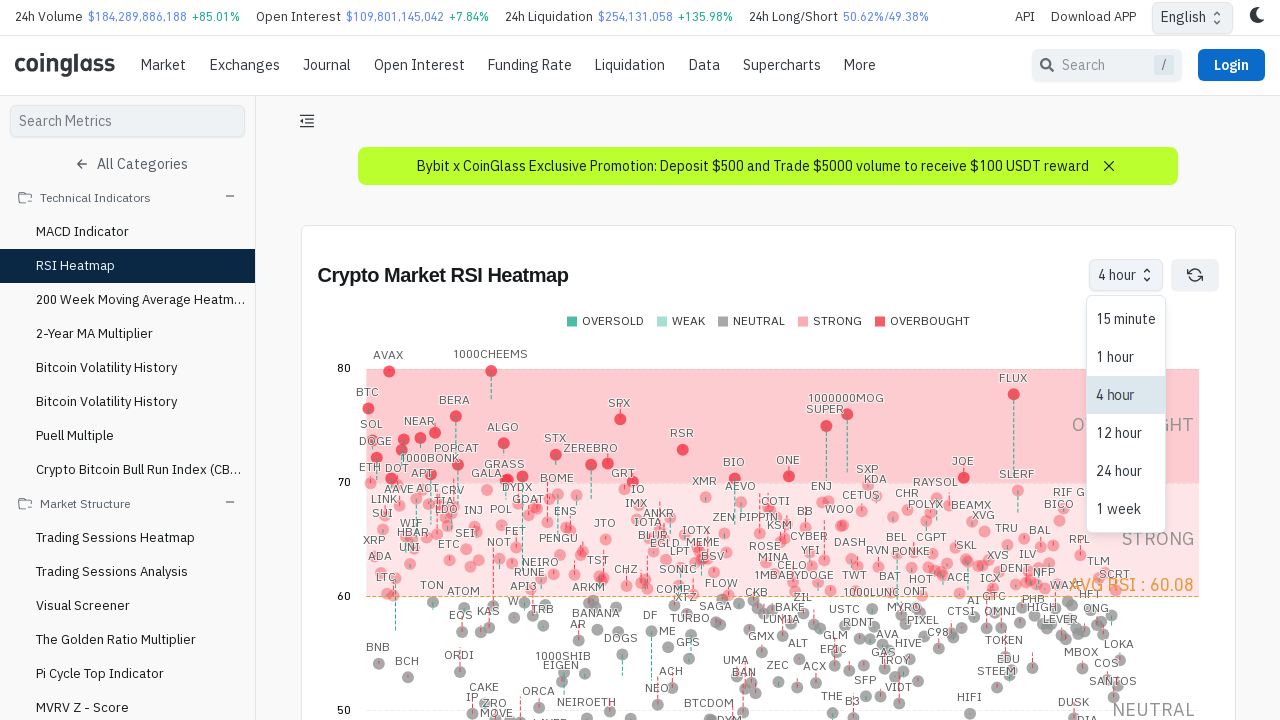 24h Volume $184,289,886,188 +85.01% Open Interest $109,801,145,042 +7.84% 24h Liquidation $254,131,058 +135.98% 24h Long/Short 50.62%/49.38% API Download APP English
coinglass Market Exchanges Journal Open Interest Funding Rate Liquidation Data Supercharts More Search / Login
Search Metrics
All Categories
Technical Indicators
MACD Indicator
RSI Heatmap
200 Week Moving Average Heatm...
2-Year MA Multiplier
Bitcoin Volatility History
Bitcoin Volatility History
Puell Multiple
Crypto Bitcoin Bull Run Index (CB...
Market Structure
Trading Sessions Heatmap
Trading Sessions Analysis
Visual Screener
The Golden Ratio Multiplier
Pi Cycle Top Indicator
MVRV Z - Score
Bybit x CoinGlass Exclusive Promotion: Deposit $500 and Trade $5000 volume to receive $100 USDT reward
Crypto Market RSI Heatmap
4 hour
15 minute
1 hour
4 hour
12 hour
24 hour
1 week
OVERSOLD WEAK NEUTRAL STRONG OVERBOUGHT
AVAX 1000CHEEMS
80
BTC BERA SPX 1000000MOG FLUX
SUPER
SOL NEAR ALGO
DOGE STX RSR
POPCAT ZEREBRO
1000BONK
ETH DOT GRASS BIO ONE JOE
APT GALA GRT SLERF
70
BOME XMR SXP
KDA RAYSOL
AAVE ACT CRV DYDX IO AEVO ENJ RIF G
LINK TIA GOAT IMX COTI CETUS CHR BICO
SUI LDO INJ POL ENS ANKR BB WOO POLYX BEAMX
WIF IOTA ZEN PIPPIN KSM XVG
HBAR SEI FET JTO BLUR IOTX CYBER TRU BAL
XRP UNI ETC NOT PENGU MEME ROSE YFI DASH BEL CGPT SKL RPL
STRONG
ADA NEIRO TST LPT BSV MINA RVN PONKE XVS ILV TLM
LTC TON PUNE CHZ SONIC CELO TWT BAT HOT ACE ICX DENT NFP SCRT
API3 ARKM FLOW 1MBABYDOGE
AVG RSI : 60.08
ATOM COMP CKB ZIL 1000LUNC ONT CTC WAXP HFT
60
EOS KAS W TRB BANANA DF XTZ SAGA BAKE USTC MYRO AI PHB HIGH ONG
AR ME TURBO LUMIA RDNT PIXEL CTSI OMNI LEVER
BNB DOGS GPS GMX ALT GLM AVA C98 TOKEN LOKA
BCH ORDI 1000SHIB UMA EPIC GAS HIVE MBOX
EIGEN ACH ZEC ACX TROY EDU COS
DAN SFP STEEM SANTOS
CAKE ORCA NEO VIDT
IP ZRO NEIROETH BTCDOM THE B3 HIFI DUSK
NEUTRAL
50
MOVE